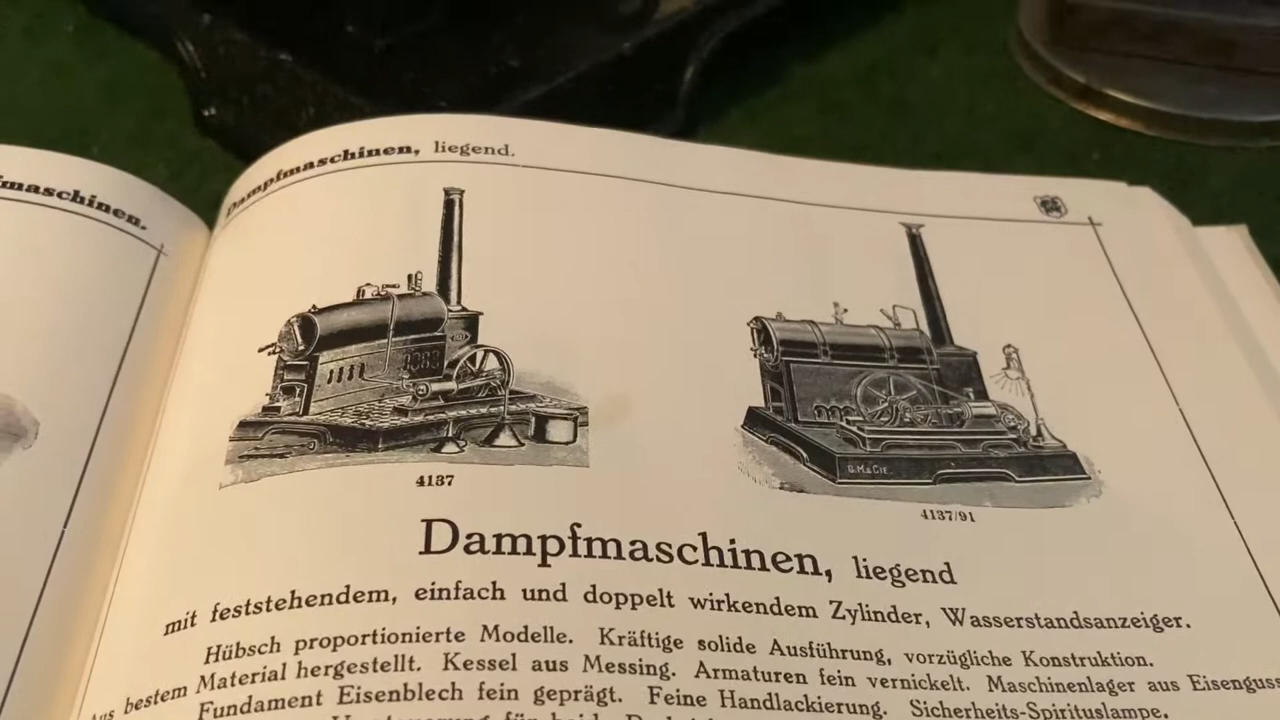 maschinen.
Dampfmaschinen, liegend.
G.M.&CIE.
4137
4137/91
Dampfmaschinen, liegend
mit feststehendem, einfach und doppelt wirkendem Zylinder, Wasserstandsanzeiger.
Hübsch proportionierte Modelle. Kräftige solide Ausführung, vorzügliche Konstruktion.
Aus bestem Material hergestellt. Kessel aus Messing. Armaturen fein vernickelt. Maschinenlager aus Eisenguss
Fundament Eisenblech fein geprägt. Feine Handlackierung. Sicherheits-Spirituslampe.